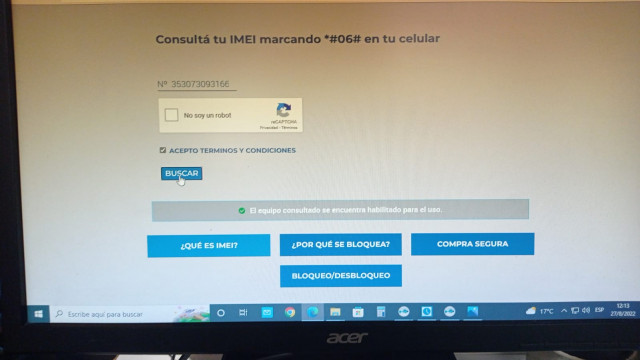 Consultá tu IMEI marcando *#06# en tu celular
Nº 353073093166
No soy un robot
reCAPTCHA
Privacidad - Términos
ACEPTO TERMINOS Y CONDICIONES
BUSCAR
El equipo consultado se encuentra habilitado para el uso.
¿QUÉ ES IMEI?
¿POR QUÉ SE BLOQUEA?
COMPRA SEGURA
BLOQUEO/DESBLOQUEO
Escribe aquí para buscar
17°C
ESP
12:13
27/8/2022
acer